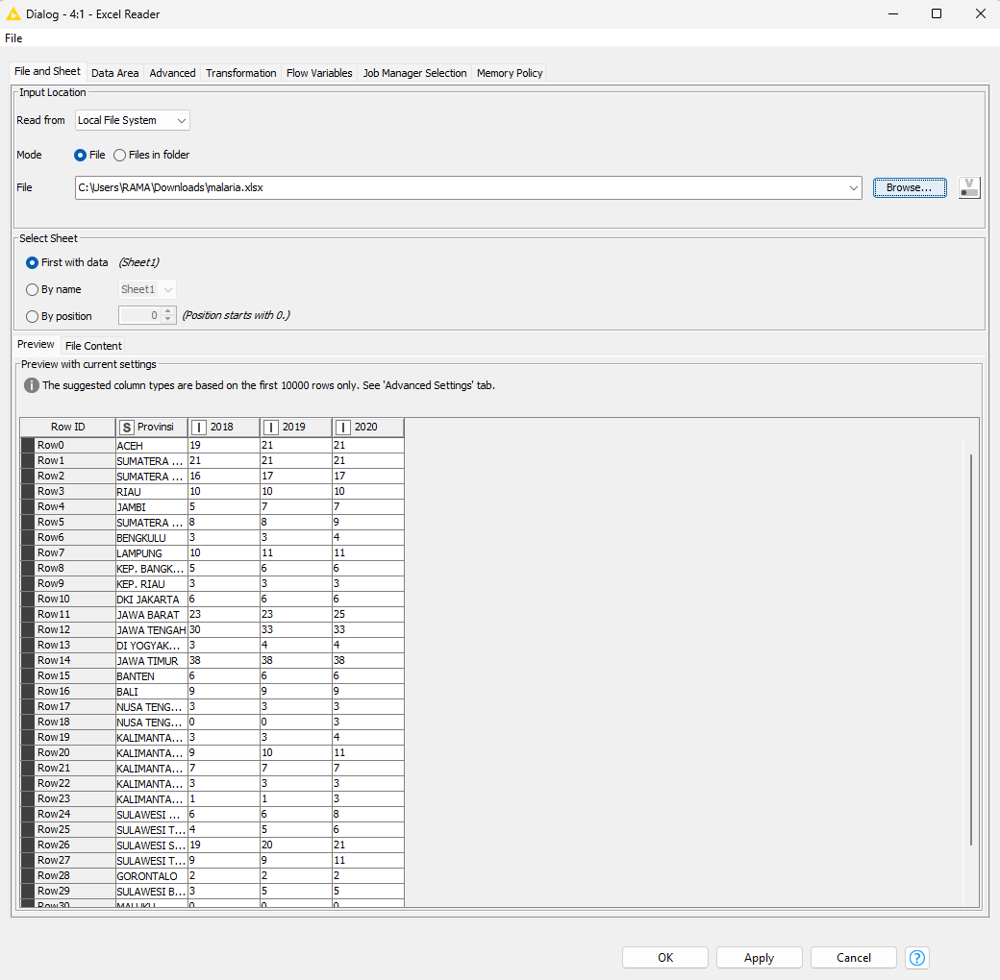 Dialog - 4:1 - Excel Reader
File
File and Sheet Data Area Advanced Transformation Flow Variables Job Manager Selection Memory Policy
Input Location
Read from Local File System
Mode File Files in folder
File C:\Users\RAMA\Downloads\malaria.xlsx Browse... V
Select Sheet
First with data (Sheet1)
By name Sheet1
By position 0 (Position starts with 0.)
Preview File Content
Preview with current settings
i The suggested column types are based on the first 10000 rows only. See 'Advanced Settings' tab.
Row ID S Provinsi I 2018 I 2019 I 2020
Row0 ACEH 19 21 21
Row1 SUMATERA ... 21 21 21
Row2 SUMATERA ... 16 17 17
Row3 RIAU 10 10 10
Row4 JAMBI 5 7 7
Row5 SUMATERA ... 8 8 9
Row6 BENGKULU 3 3 4
Row7 LAMPUNG 10 11 11
Row8 KEP. BANGK... 5 6 6
Row9 KEP. RIAU 3 3 3
Row10 DKI JAKARTA 6 6 6
Row11 JAWA BARAT 23 23 25
Row12 JAWA TENGAH 30 33 33
Row13 DI YOGYAK... 3 4 4
Row14 JAWA TIMUR 38 38 38
Row15 BANTEN 6 6 6
Row16 BALI 9 9 9
Row17 NUSA TENG... 3 3 3
Row18 NUSA TENG... 0 0 3
Row19 KALIMANTA... 3 3 4
Row20 KALIMANTA... 9 10 11
Row21 KALIMANTA... 7 7 7
Row22 KALIMANTA... 3 3 3
Row23 KALIMANTA... 1 1 3
Row24 SULAWESI ... 6 6 8
Row25 SULAWESI T... 4 5 6
Row26 SULAWESI S... 19 20 21
Row27 SULAWESI T... 9 9 11
Row28 GORONTALO 2 2 2
Row29 SULAWESI B... 3 5 5
Row30 MALUKU 0 0 0
OK Apply Cancel ?